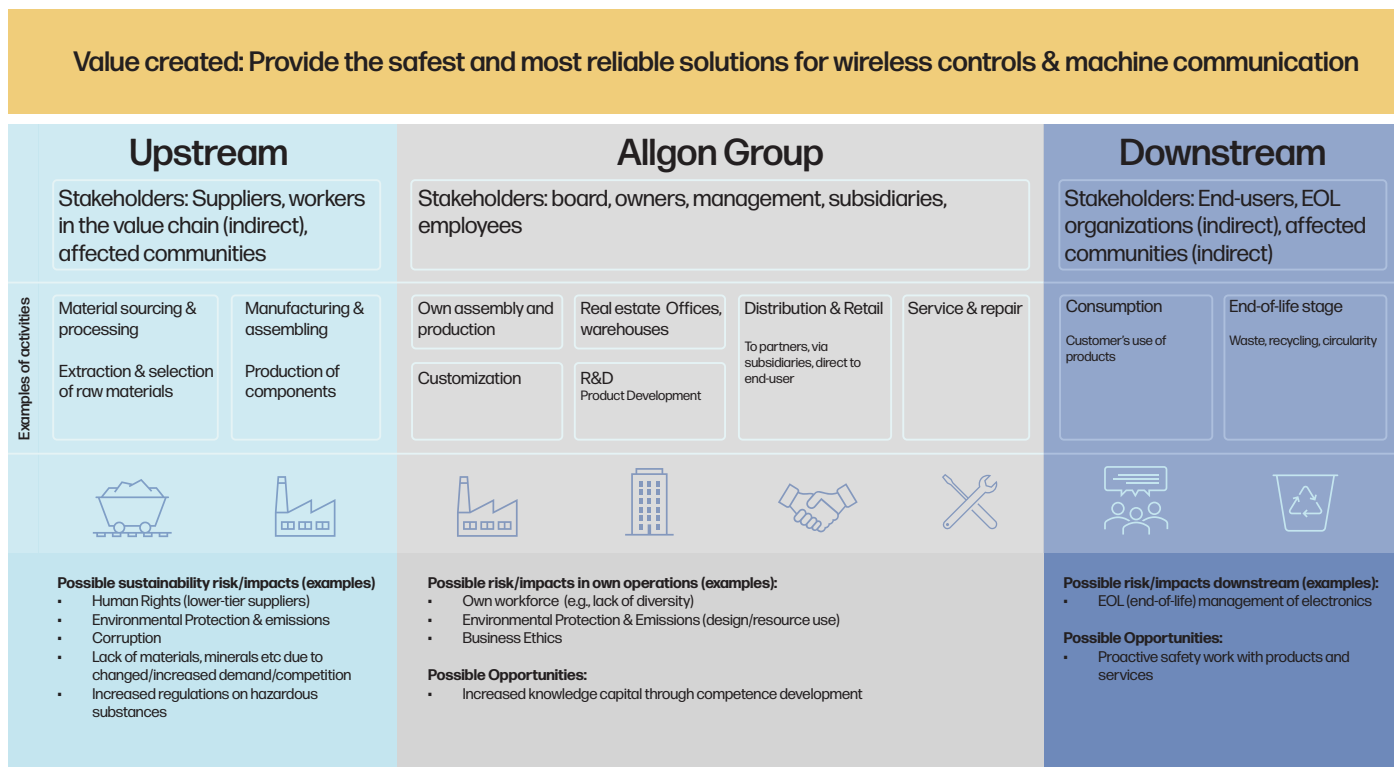 Value created: Provide the safest and most reliable solutions for wireless controls & machine communication
Upstream
Stakeholders: Suppliers, workers
in the value chain (indirect),
affected communities
Allgon Group
Stakeholders: board, owners, management, subsidiaries,
employees
Downstream
Stakeholders: End-users, EOL
organizations (indirect), affected
communities (indirect)
Examples of activities
Material sourcing &
processing
Extraction & selection
of raw materials
Manufacturing &
assembling
Production of
components
Own assembly and
production
Customization
Real estate Offices,
warehouses
R&D
Product Development
Distribution & Retail
To partners, via
subsidiaries, direct to
end-user
Service & repair
Consumption
Customer's use of
products
End-of-life stage
Waste, recycling, circularity
Possible sustainability risk/impacts (examples)
▪ Human Rights (lower-tier suppliers)
▪ Environmental Protection & emissions
▪ Corruption
▪ Lack of materials, minerals etc due to
changed/increased demand/competition
▪ Increased regulations on hazardous
substances
Possible risk/impacts in own operations (examples):
▪ Own workforce (e.g., lack of diversity)
▪ Environmental Protection & Emissions (design/resource use)
▪ Business Ethics
Possible Opportunities:
▪ Increased knowledge capital through competence development
Possible risk/impacts downstream (examples):
▪ EOL (end-of-life) management of electronics
Possible Opportunities:
▪ Proactive safety work with products and
services